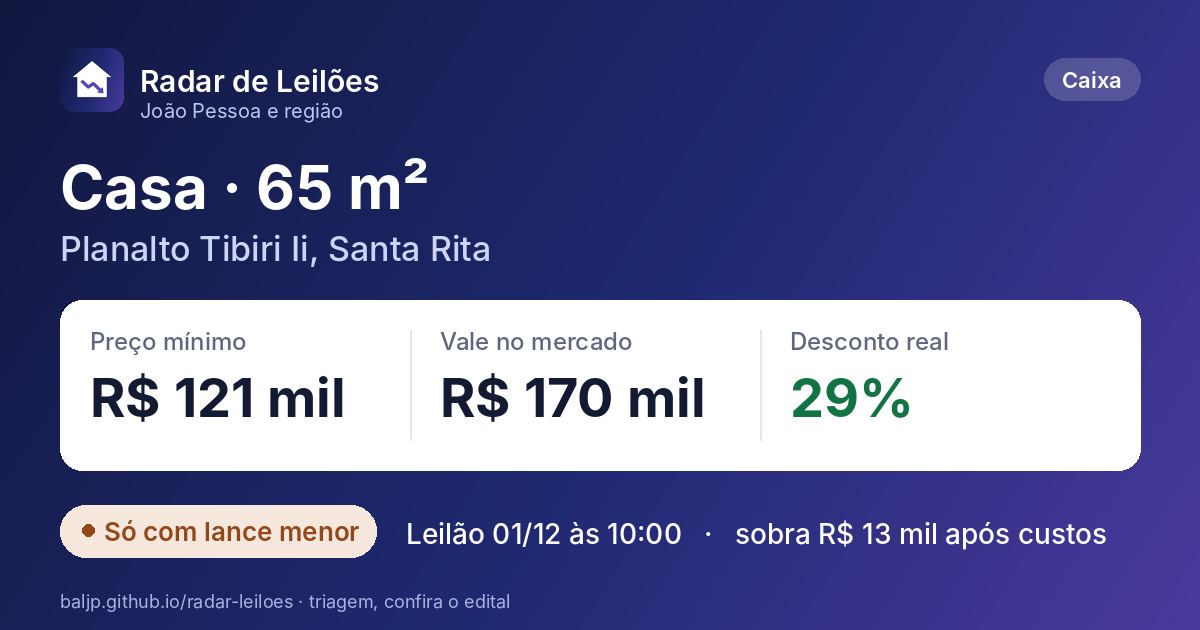 Radar de Leilões
João Pessoa e região
Caixa
Casa · 65 m²
Planalto Tibiri Ii, Santa Rita
Preço mínimo
R$ 121 mil
Vale no mercado
R$ 170 mil
Desconto real
29%
Só com lance menor
Leilão 01/12 às 10:00 · sobra R$ 13 mil após custos
baljp.github.io/radar-leiloes · triagem, confira o edital